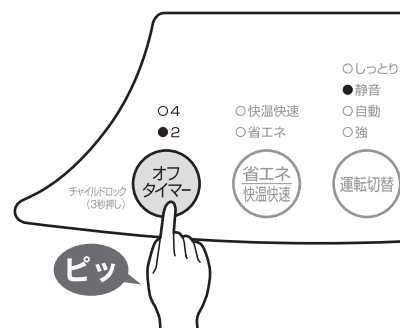 ○しっとり
●静音
○4 ○快温快速 ○自動
●2 ○省エネ ○強
オフ
タイマー
省エネ
快温快速
運転切替
チャイルドロック
(3秒押し)
ピッ